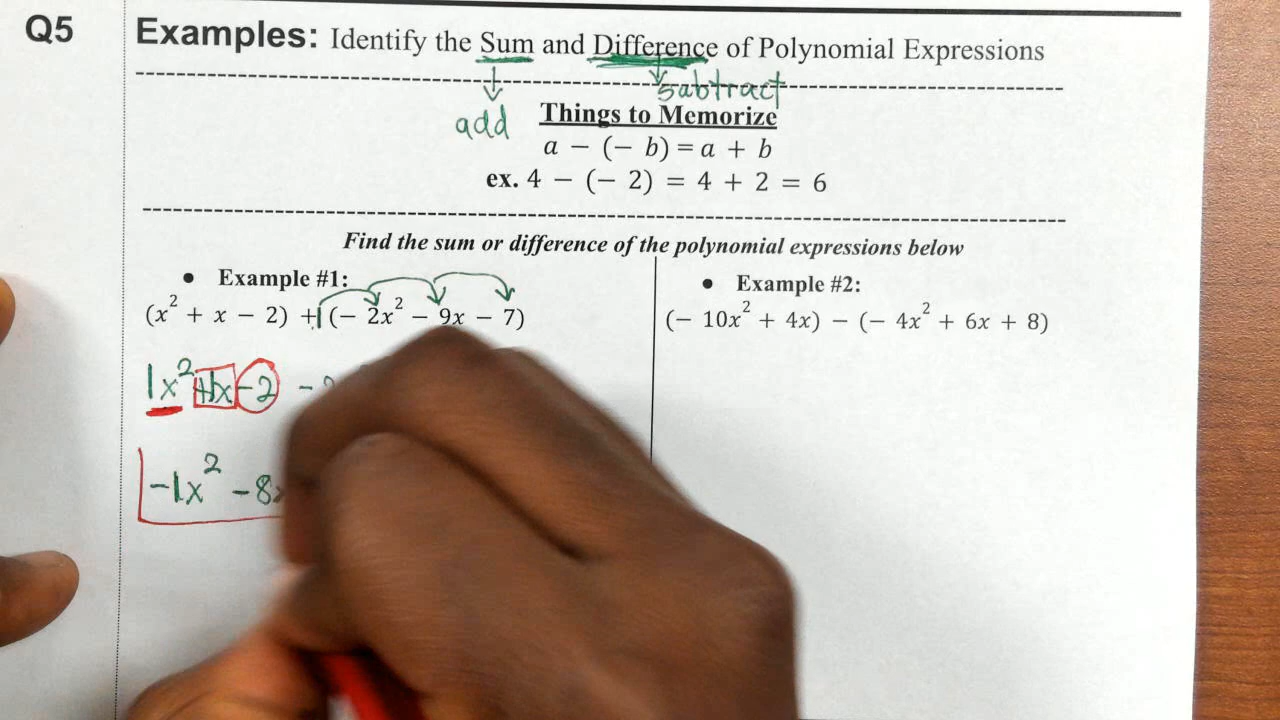 Q5
Examples: Identify the Sum and Difference of Polynomial Expressions
add
subtract
Things to Memorize
a − (− b) = a + b
ex. 4 − (− 2) = 4 + 2 = 6
Find the sum or difference of the polynomial expressions below
• Example #1:
(x² + x − 2) +1(− 2x² − 9x − 7)
1x² +1x −2 −
−1x² −8x
• Example #2:
(− 10x² + 4x) − (− 4x² + 6x + 8)